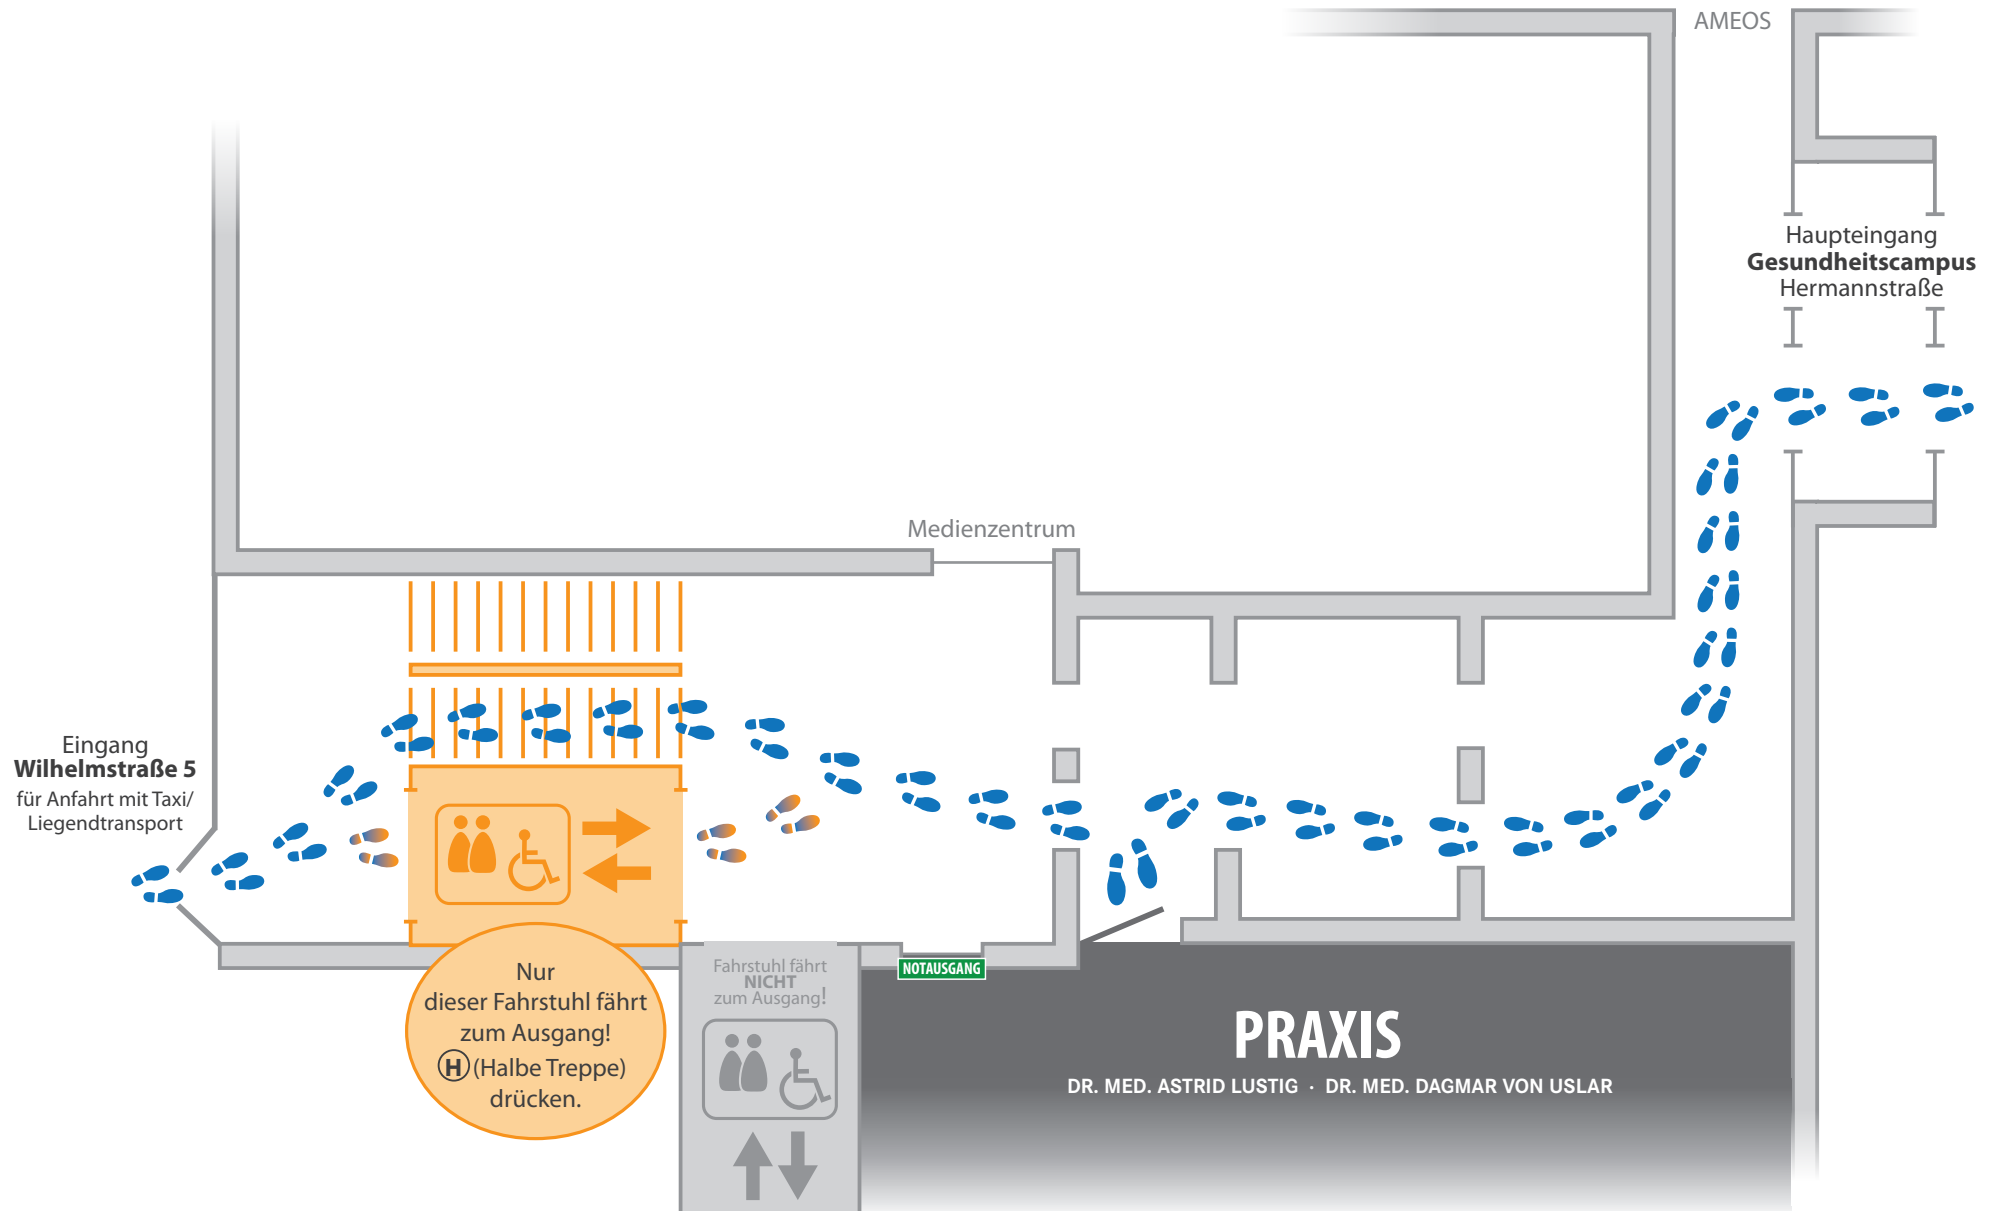 AMEOS
Haupteingang
Gesundheitscampus
Hermannstraße
Medienzentrum
Eingang
Wilhelmstraße 5
für Anfahrt mit Taxi/
Liegendtransport
Nur
dieser Fahrstuhl fährt
zum Ausgang!
H (Halbe Treppe)
drücken.
Fahrstuhl fährt
NICHT
zum Ausgang!
NOTAUSGANG
PRAXIS
DR. MED. ASTRID LUSTIG · DR. MED. DAGMAR VON USLAR